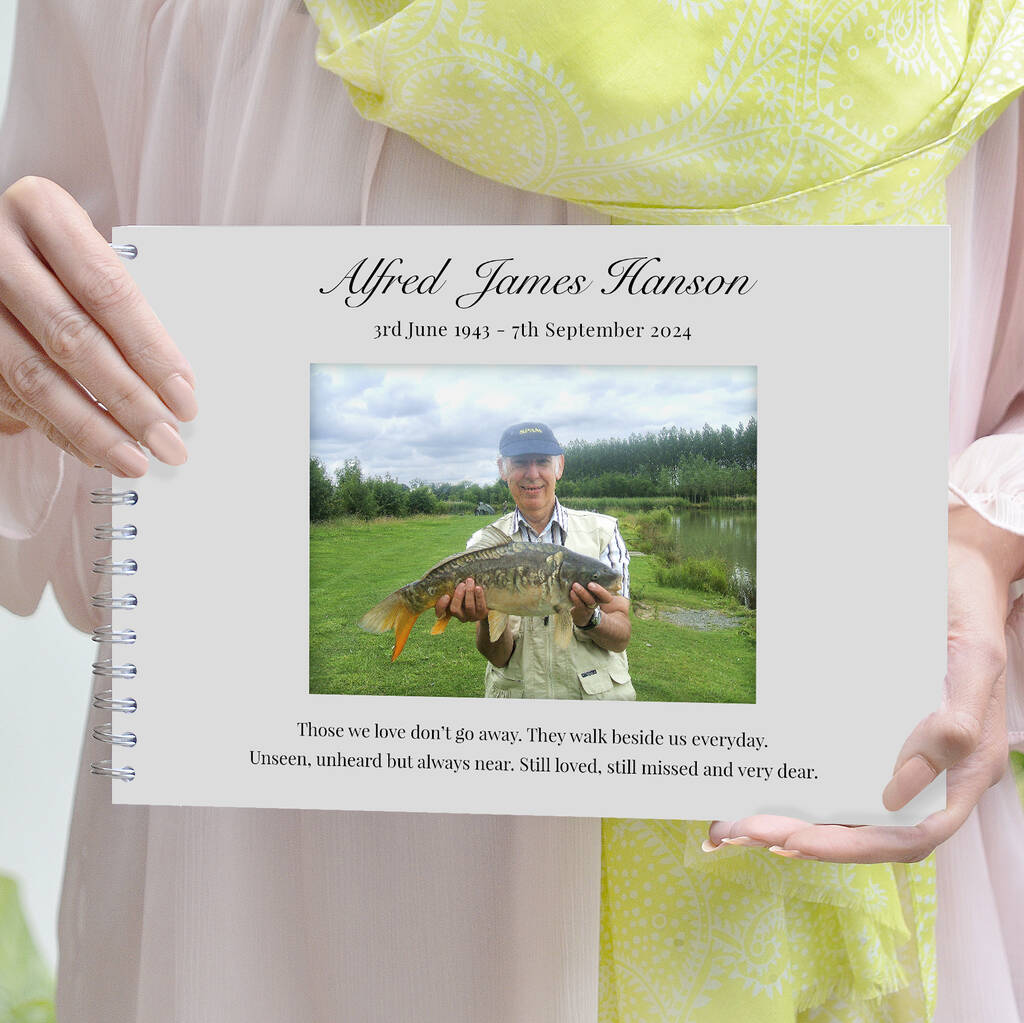 Alfred James Hanson
3rd June 1943 - 7th September 2024
Those we love don't go away. They walk beside us everyday.
Unseen, unheard but always near. Still loved, still missed and very dear.